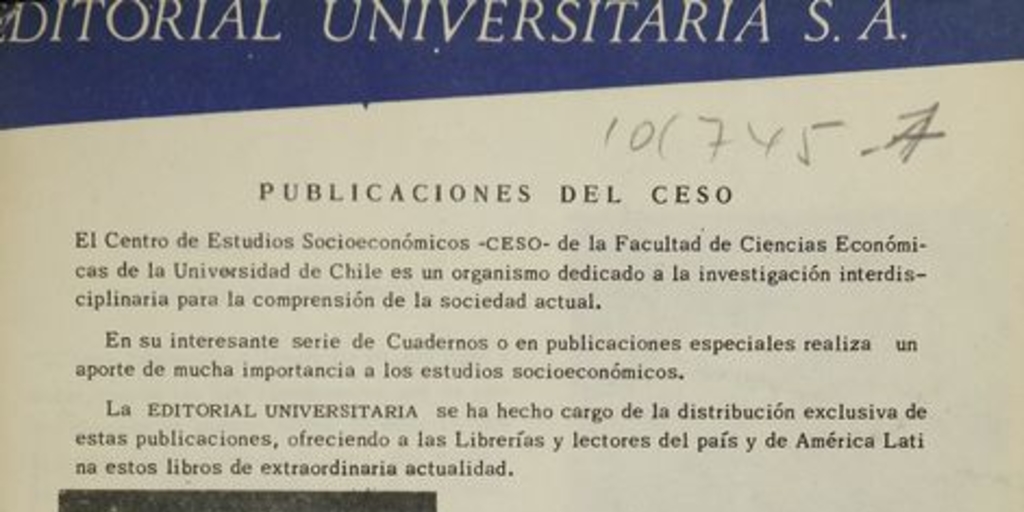 EDITORIAL UNIVERSITARIA S. A.
101745-A
PUBLICACIONES DEL CESO
El Centro de Estudios Socioeconómicos -CESO- de la Facultad de Ciencias Económi-
cas de la Universidad de Chile es un organismo dedicado a la investigación interdis-
ciplinaria para la comprensión de la sociedad actual.
En su interesante serie de Cuadernos o en publicaciones especiales realiza un
aporte de mucha importancia a los estudios socioeconómicos.
La EDITORIAL UNIVERSITARIA se ha hecho cargo de la distribución exclusiva de
estas publicaciones, ofreciendo a las Librerías y lectores del país y de América Lati
na estos libros de extraordinaria actualidad.